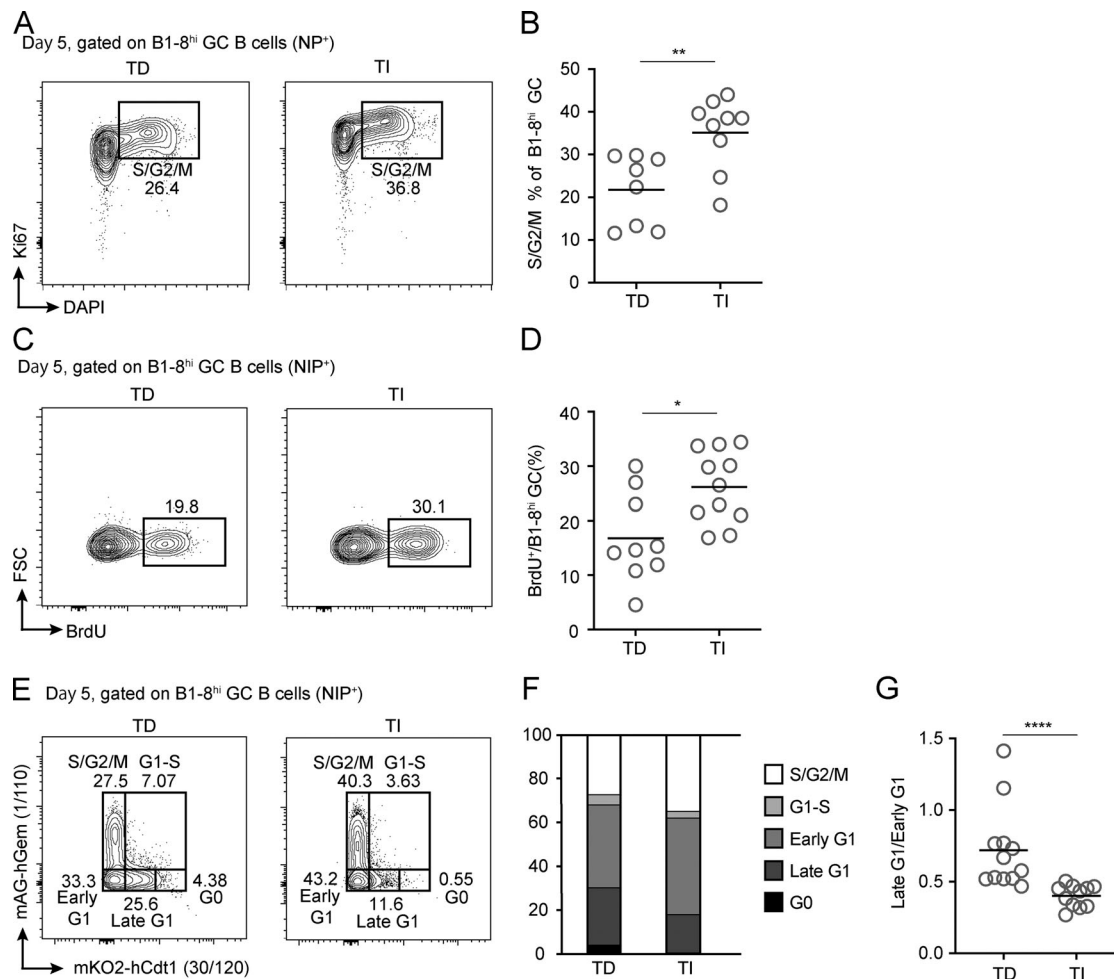 A
Day 5, gated on B1-8hi GC B cells (NP+)
TD
TI
S/G2/M
26.4
S/G2/M
36.8
Ki67
DAPI
B
**
S/G2/M % of B1-8hi GC
50
40
30
20
10
0
TD
TI
C
Day 5, gated on B1-8hi GC B cells (NIP+)
TD
TI
19.8
30.1
FSC
BrdU
D
*
BrdU+/B1-8hi GC(%)
40
30
20
10
0
TD
TI
E
Day 5, gated on B1-8hi GC B cells (NIP+)
TD
TI
S/G2/M G1-S
27.5 7.07
33.3
Early
G1
25.6
Late G1
4.38
G0
S/G2/M G1-S
40.3 3.63
43.2
Early
G1
11.6
Late G1
0.55
G0
mAG-hGem (1/110)
mKO2-hCdt1 (30/120)
F
100
80
60
40
20
0
TD
TI
S/G2/M
G1-S
Early G1
Late G1
G0
G
****
Late G1/Early G1
1.5
1.0
0.5
0.0
TD
TI